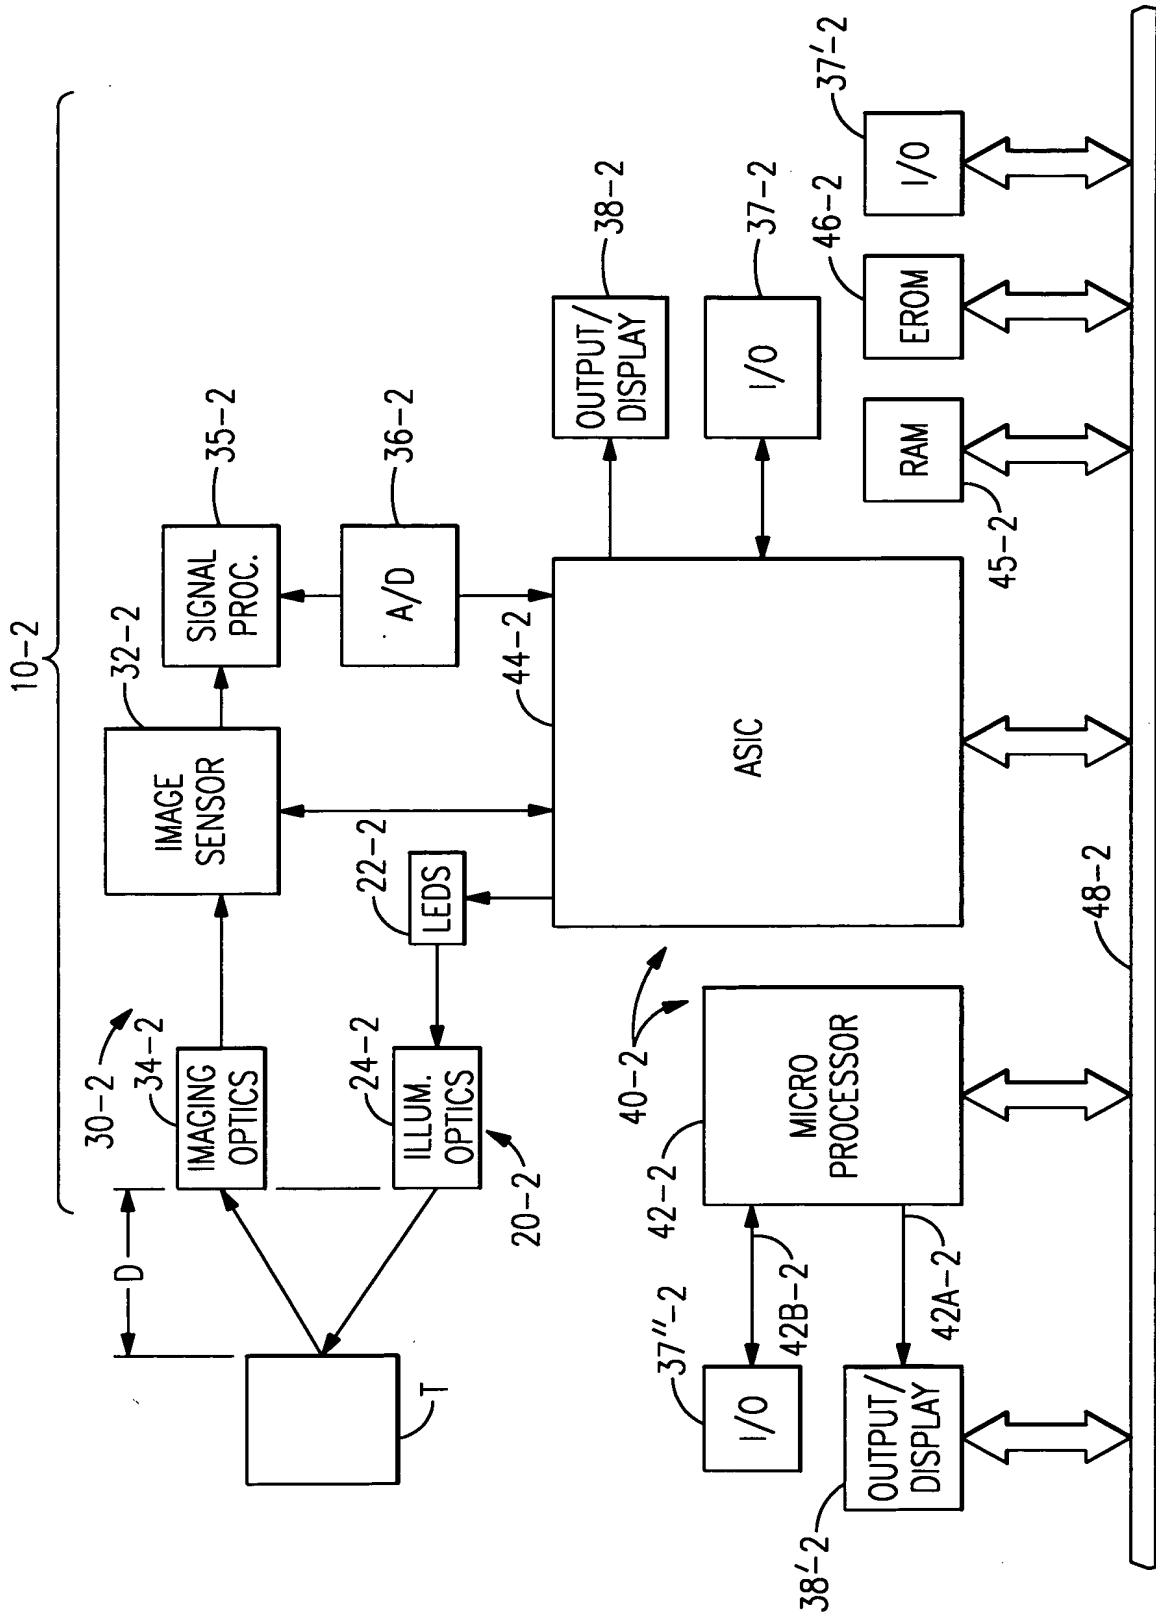 10-2
30-2
34-2
IMAGING
OPTICS
32-2
IMAGE
SENSOR
35-2
SIGNAL
PROC.
D
T
24-2
ILLUM.
OPTICS
20-2
22-2
LEDS
36-2
A/D
38-2
OUTPUT/
DISPLAY
37-2
I/O
44-2
ASIC
40-2
42-2
MICRO
PROCESSOR
37''-2
I/O
42B-2
42A-2
38'-2
OUTPUT/
DISPLAY
45-2
RAM
46-2
EROM
37'-2
I/O
48-2